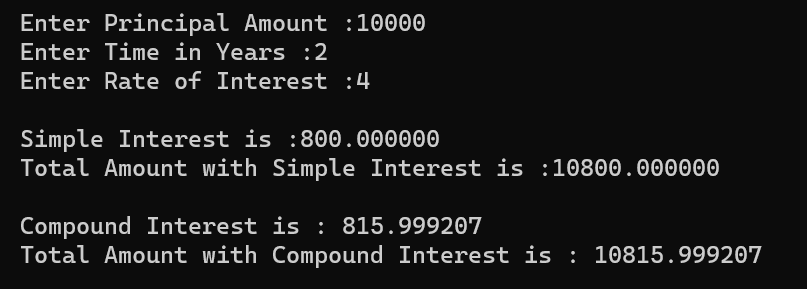 Enter Principal Amount :10000
Enter Time in Years :2
Enter Rate of Interest :4
Simple Interest is :800.000000
Total Amount with Simple Interest is :10800.000000
Compound Interest is : 815.999207
Total Amount with Compound Interest is : 10815.999207